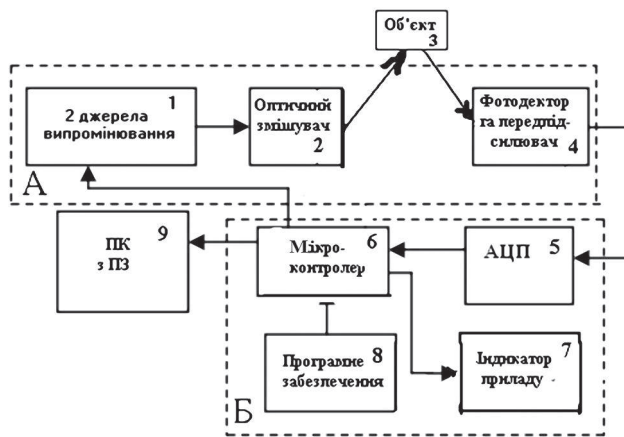 Об'єкт
3
1
2 джерела
випромінювання
Оптичний
змішувач
2
Фотодектор
та передпід-
силювач
4
А
ПК
з ПЗ
9
6
Мікро-
контролер
АЦП
5
Програмне
забезпечення
8
Індикатор
приладу
7
Б